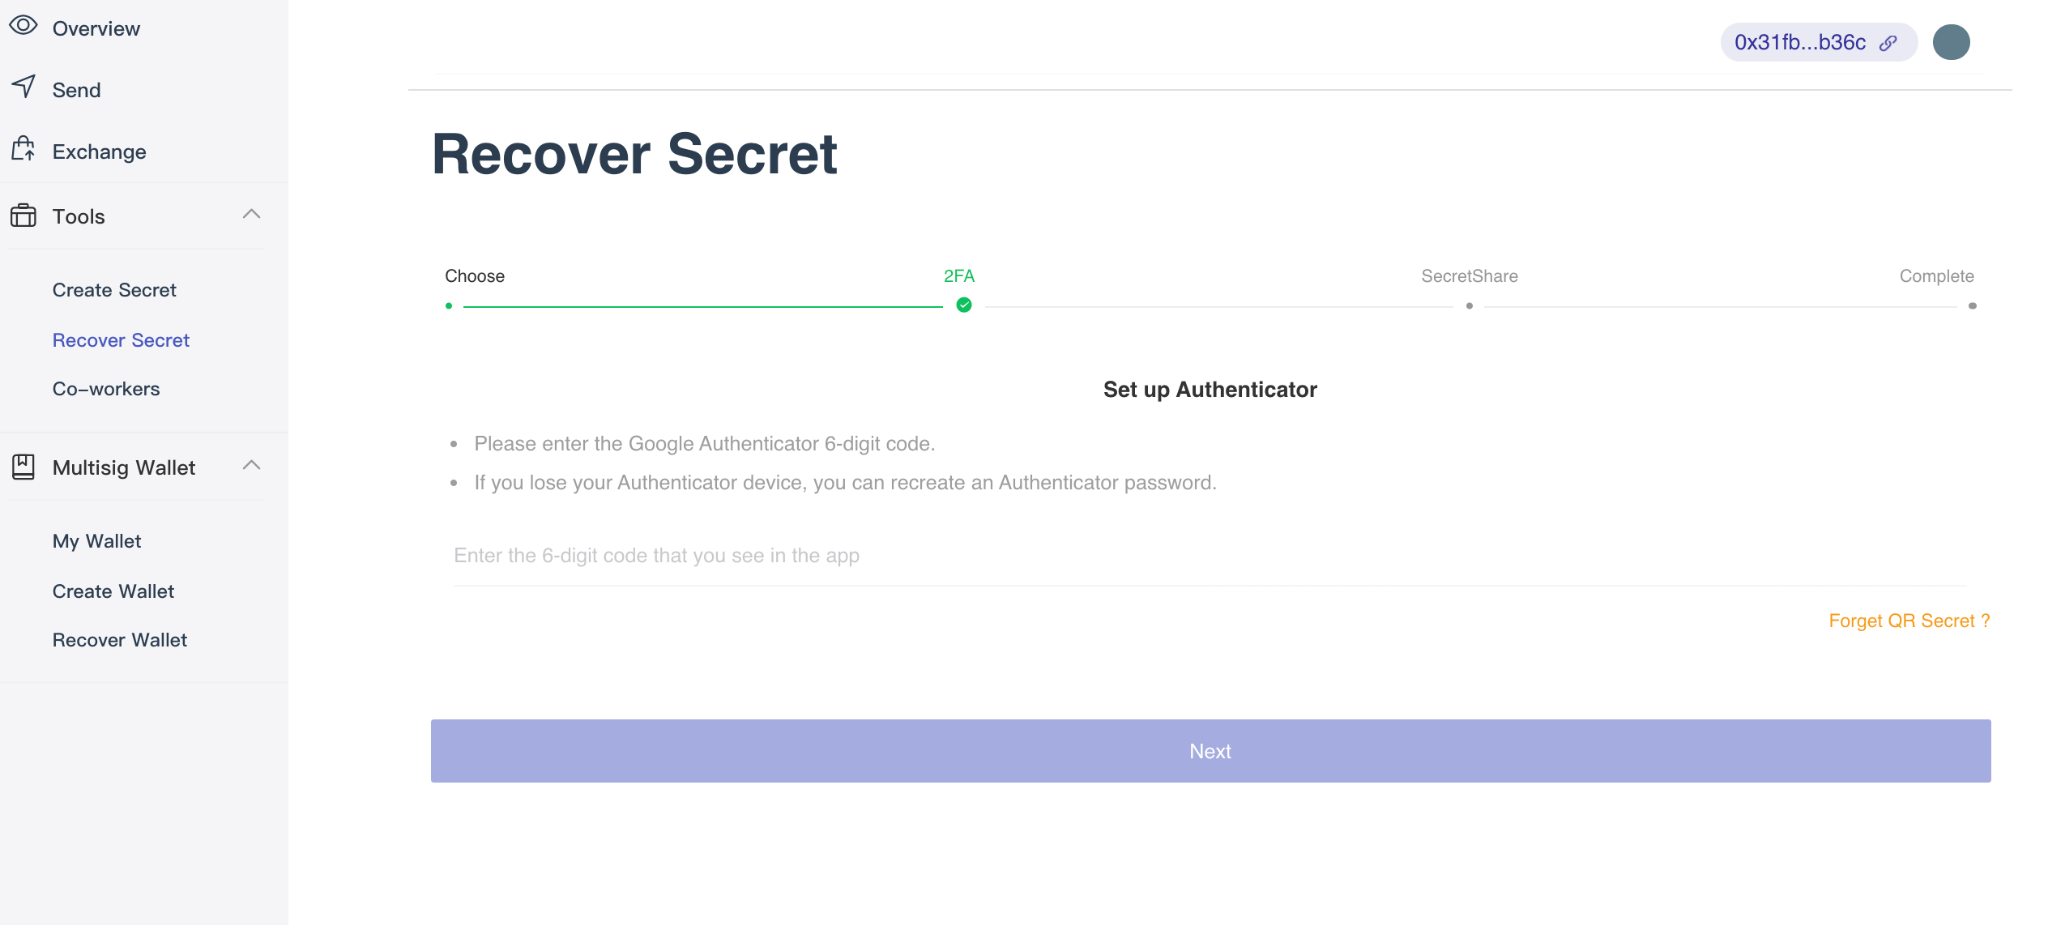 Overview
Send
Exchange
Tools
Create Secret
Recover Secret
Co-workers
Multisig Wallet
My Wallet
Create Wallet
Recover Wallet
0x31fb...b36c
Recover Secret
Choose
2FA
SecretShare
Complete
Set up Authenticator
Please enter the Google Authenticator 6-digit code.
If you lose your Authenticator device, you can recreate an Authenticator password.
Enter the 6-digit code that you see in the app
Forget QR Secret ?
Next